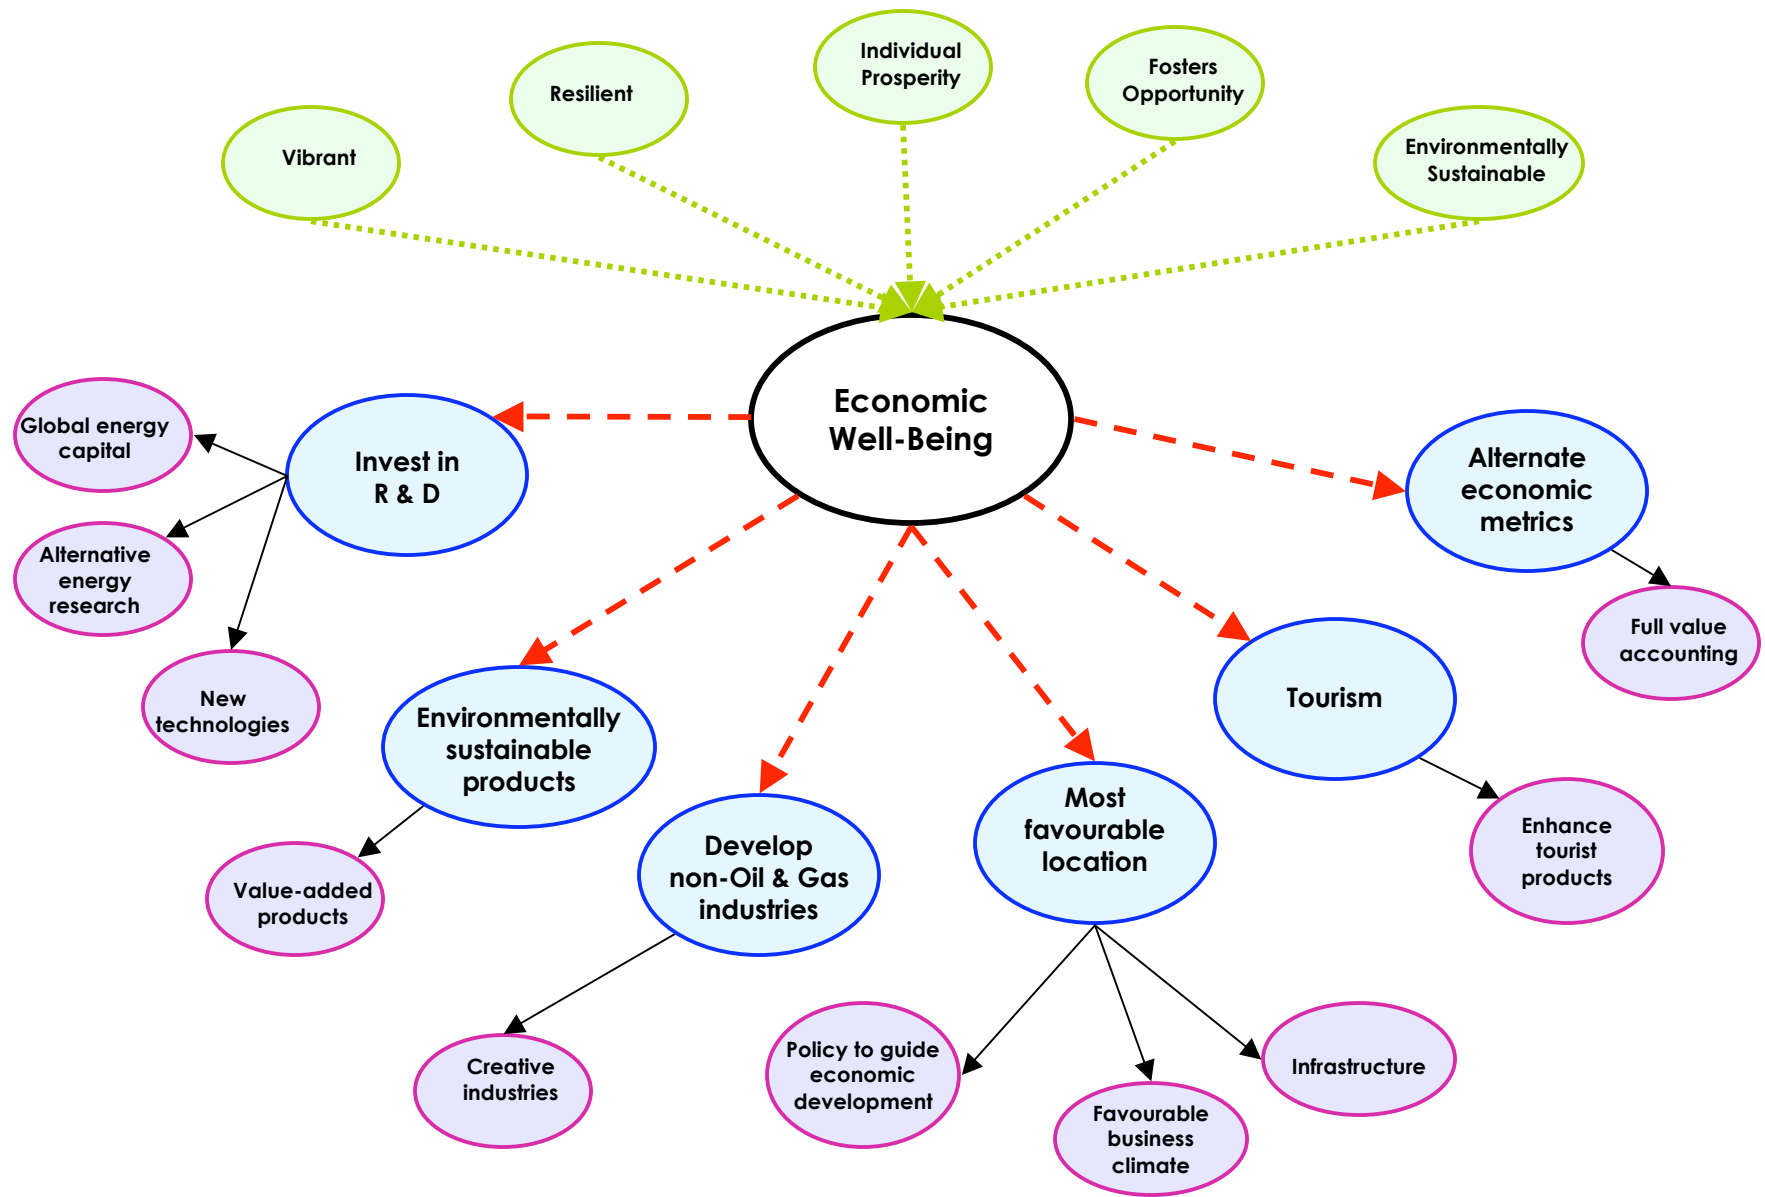 Individual
Prosperity
Fosters
Opportunity
Resilient
Environmentally
Sustainable
Vibrant
Economic
Well-Being
Global energy
capital
Invest in
R & D
Alternate
economic
metrics
Alternative
energy
research
Full value
accounting
New
technologies
Environmentally
sustainable
products
Tourism
Most
favourable
location
Develop
non-Oil & Gas
industries
Enhance
tourist
products
Value-added
products
Creative
industries
Policy to guide
economic
development
Infrastructure
Favourable
business
climate